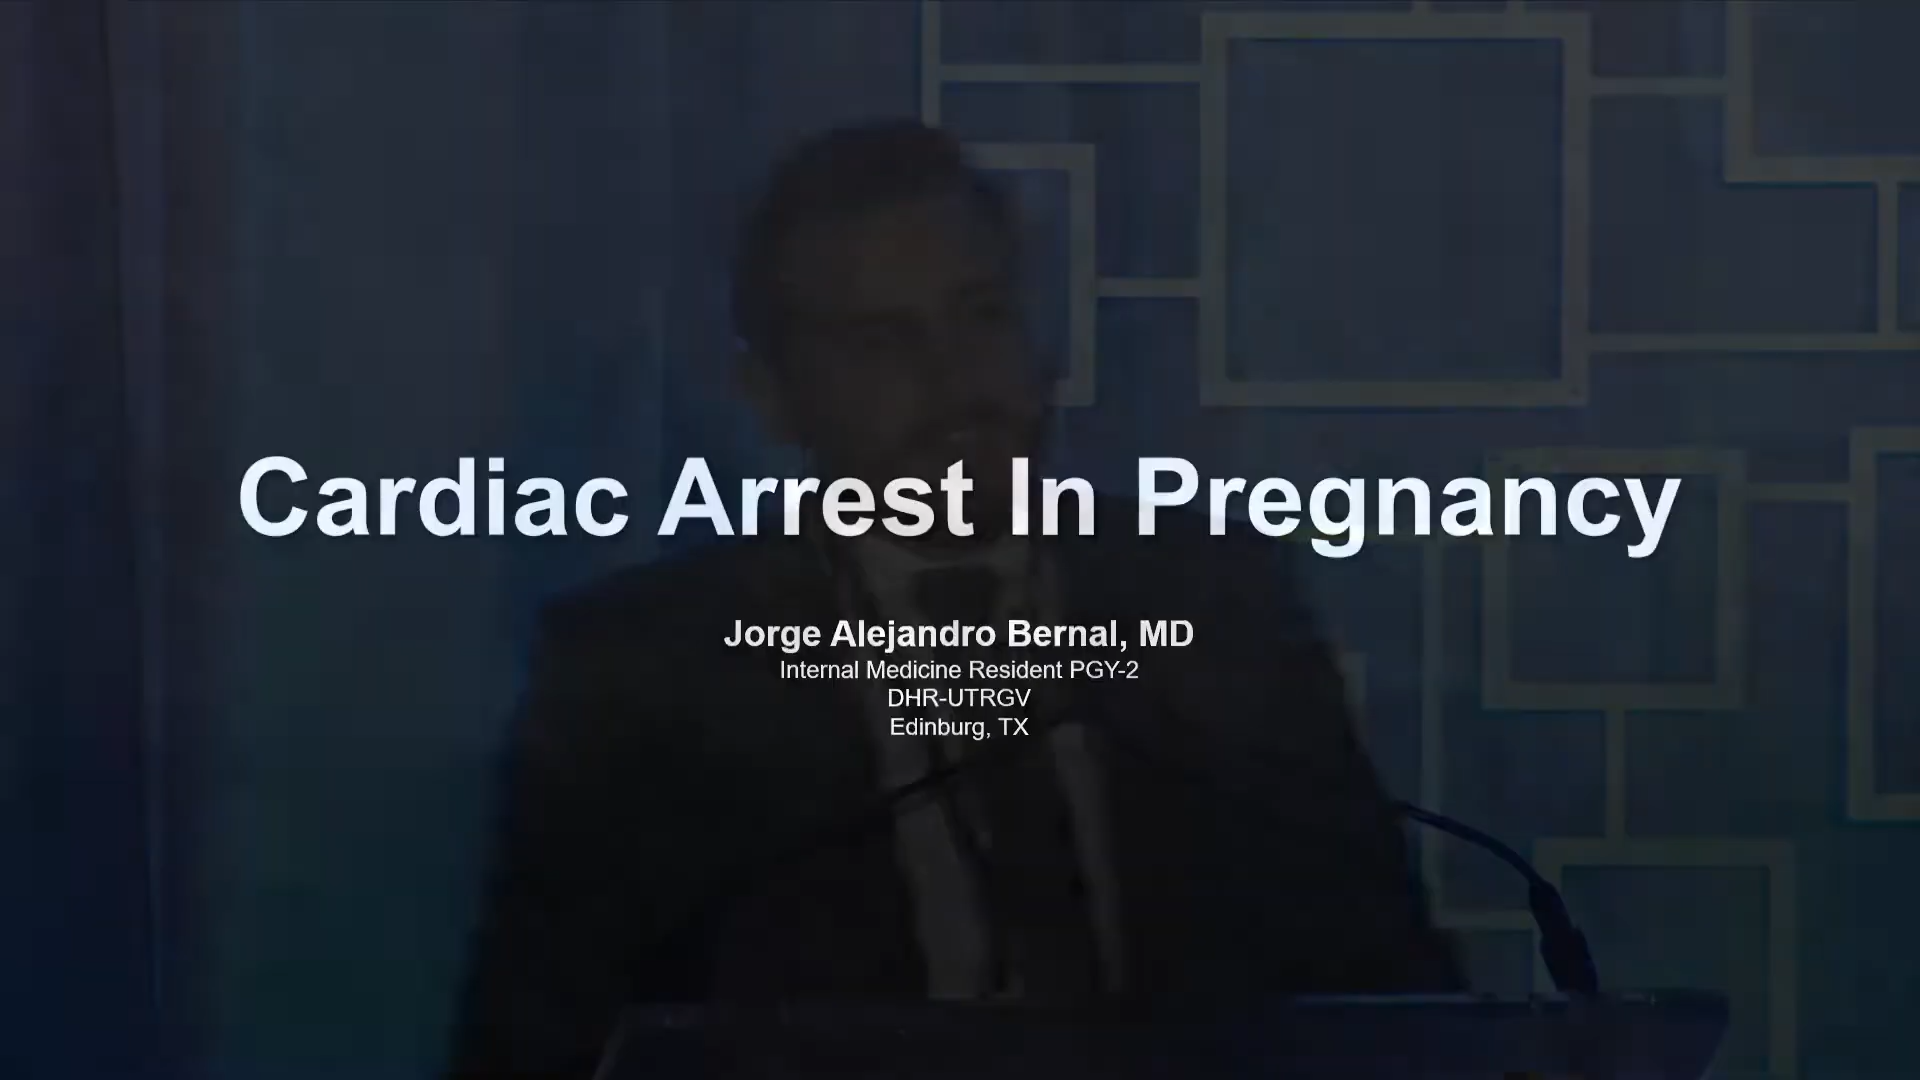 Cardiac Arrest In Pregnancy
Jorge Alejandro Bernal, MD
Internal Medicine Resident PGY-2
DHR-UTRGV
Edinburg, TX